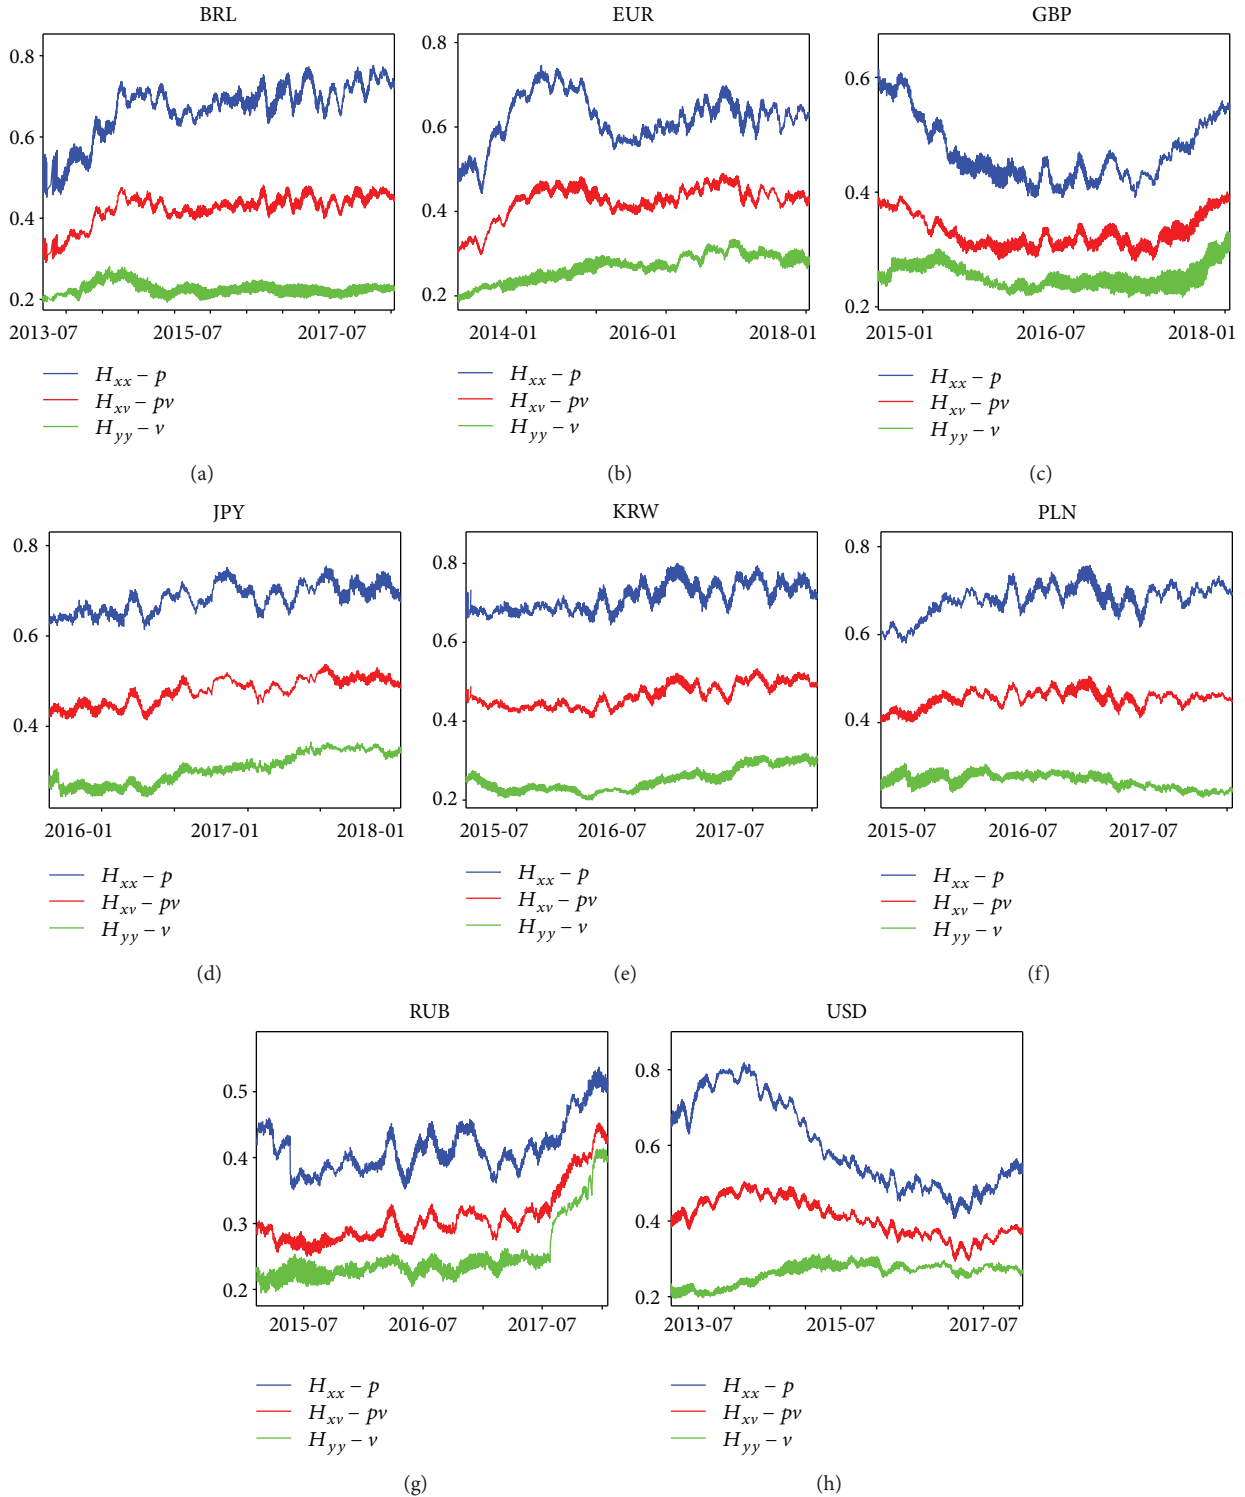 BRL
0.8
0.6
0.4
0.2
2013-07 2015-07 2017-07
H_xx – p
H_xv – pv
H_yy – v
(a)
EUR
0.8
0.6
0.4
0.2
2014-01 2016-01 2018-01
H_xx – p
H_xv – pv
H_yy – v
(b)
GBP
0.6
0.4
0.2
2015-01 2016-07 2018-01
H_xx – p
H_xv – pv
H_yy – v
(c)
JPY
0.8
0.6
0.4
2016-01 2017-01 2018-01
H_xx – p
H_xv – pv
H_yy – v
(d)
KRW
0.8
0.6
0.4
0.2
2015-07 2016-07 2017-07
H_xx – p
H_xv – pv
H_yy – v
(e)
PLN
0.8
0.6
0.4
2015-07 2016-07 2017-07
H_xx – p
H_xv – pv
H_yy – v
(f)
RUB
0.5
0.4
0.3
0.2
2015-07 2016-07 2017-07
H_xx – p
H_xv – pv
H_yy – v
(g)
USD
0.8
0.6
0.4
0.2
2013-07 2015-07 2017-07
H_xx – p
H_xv – pv
H_yy – v
(h)